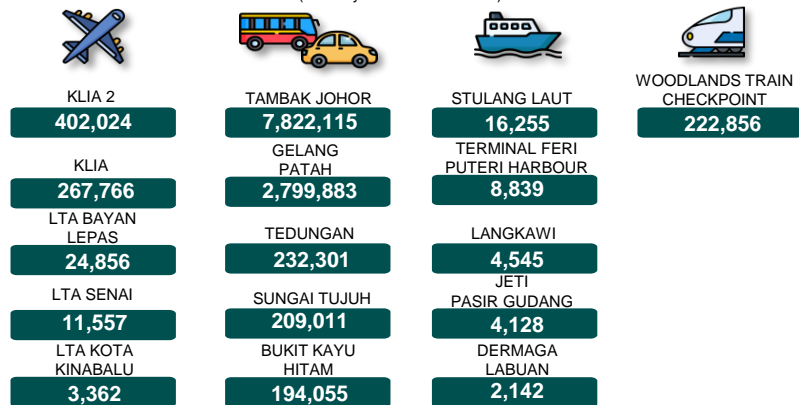 KLIA 2
402,024
KLIA
267,766
LTA BAYAN
LEPAS
24,856
LTA SENAI
11,557
LTA KOTA
KINABALU
3,362
TAMBAK JOHOR
7,822,115
GELANG
PATAH
2,799,883
TEDUNGAN
232,301
SUNGAI TUJUH
209,011
BUKIT KAYU
HITAM
194,055
STULANG LAUT
16,255
TERMINAL FERI
PUTERI HARBOUR
8,839
LANGKAWI
4,545
JETI
PASIR GUDANG
4,128
DERMAGA
LABUAN
2,142
WOODLANDS TRAIN
CHECKPOINT
222,856